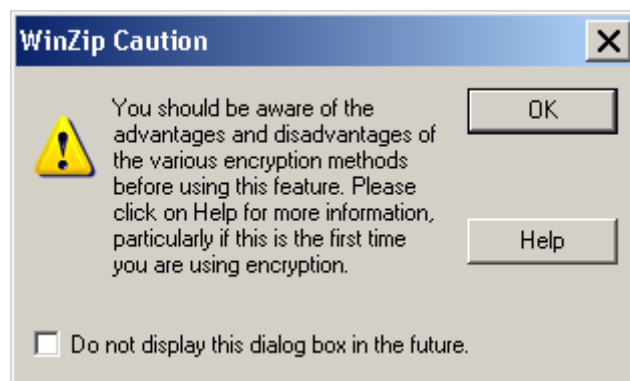 WinZip Caution
You should be aware of the
advantages and disadvantages of
the various encryption methods
before using this feature. Please
click on Help for more information,
particularly if this is the first time
you are using encryption.
OK
Help
Do not display this dialog box in the future.